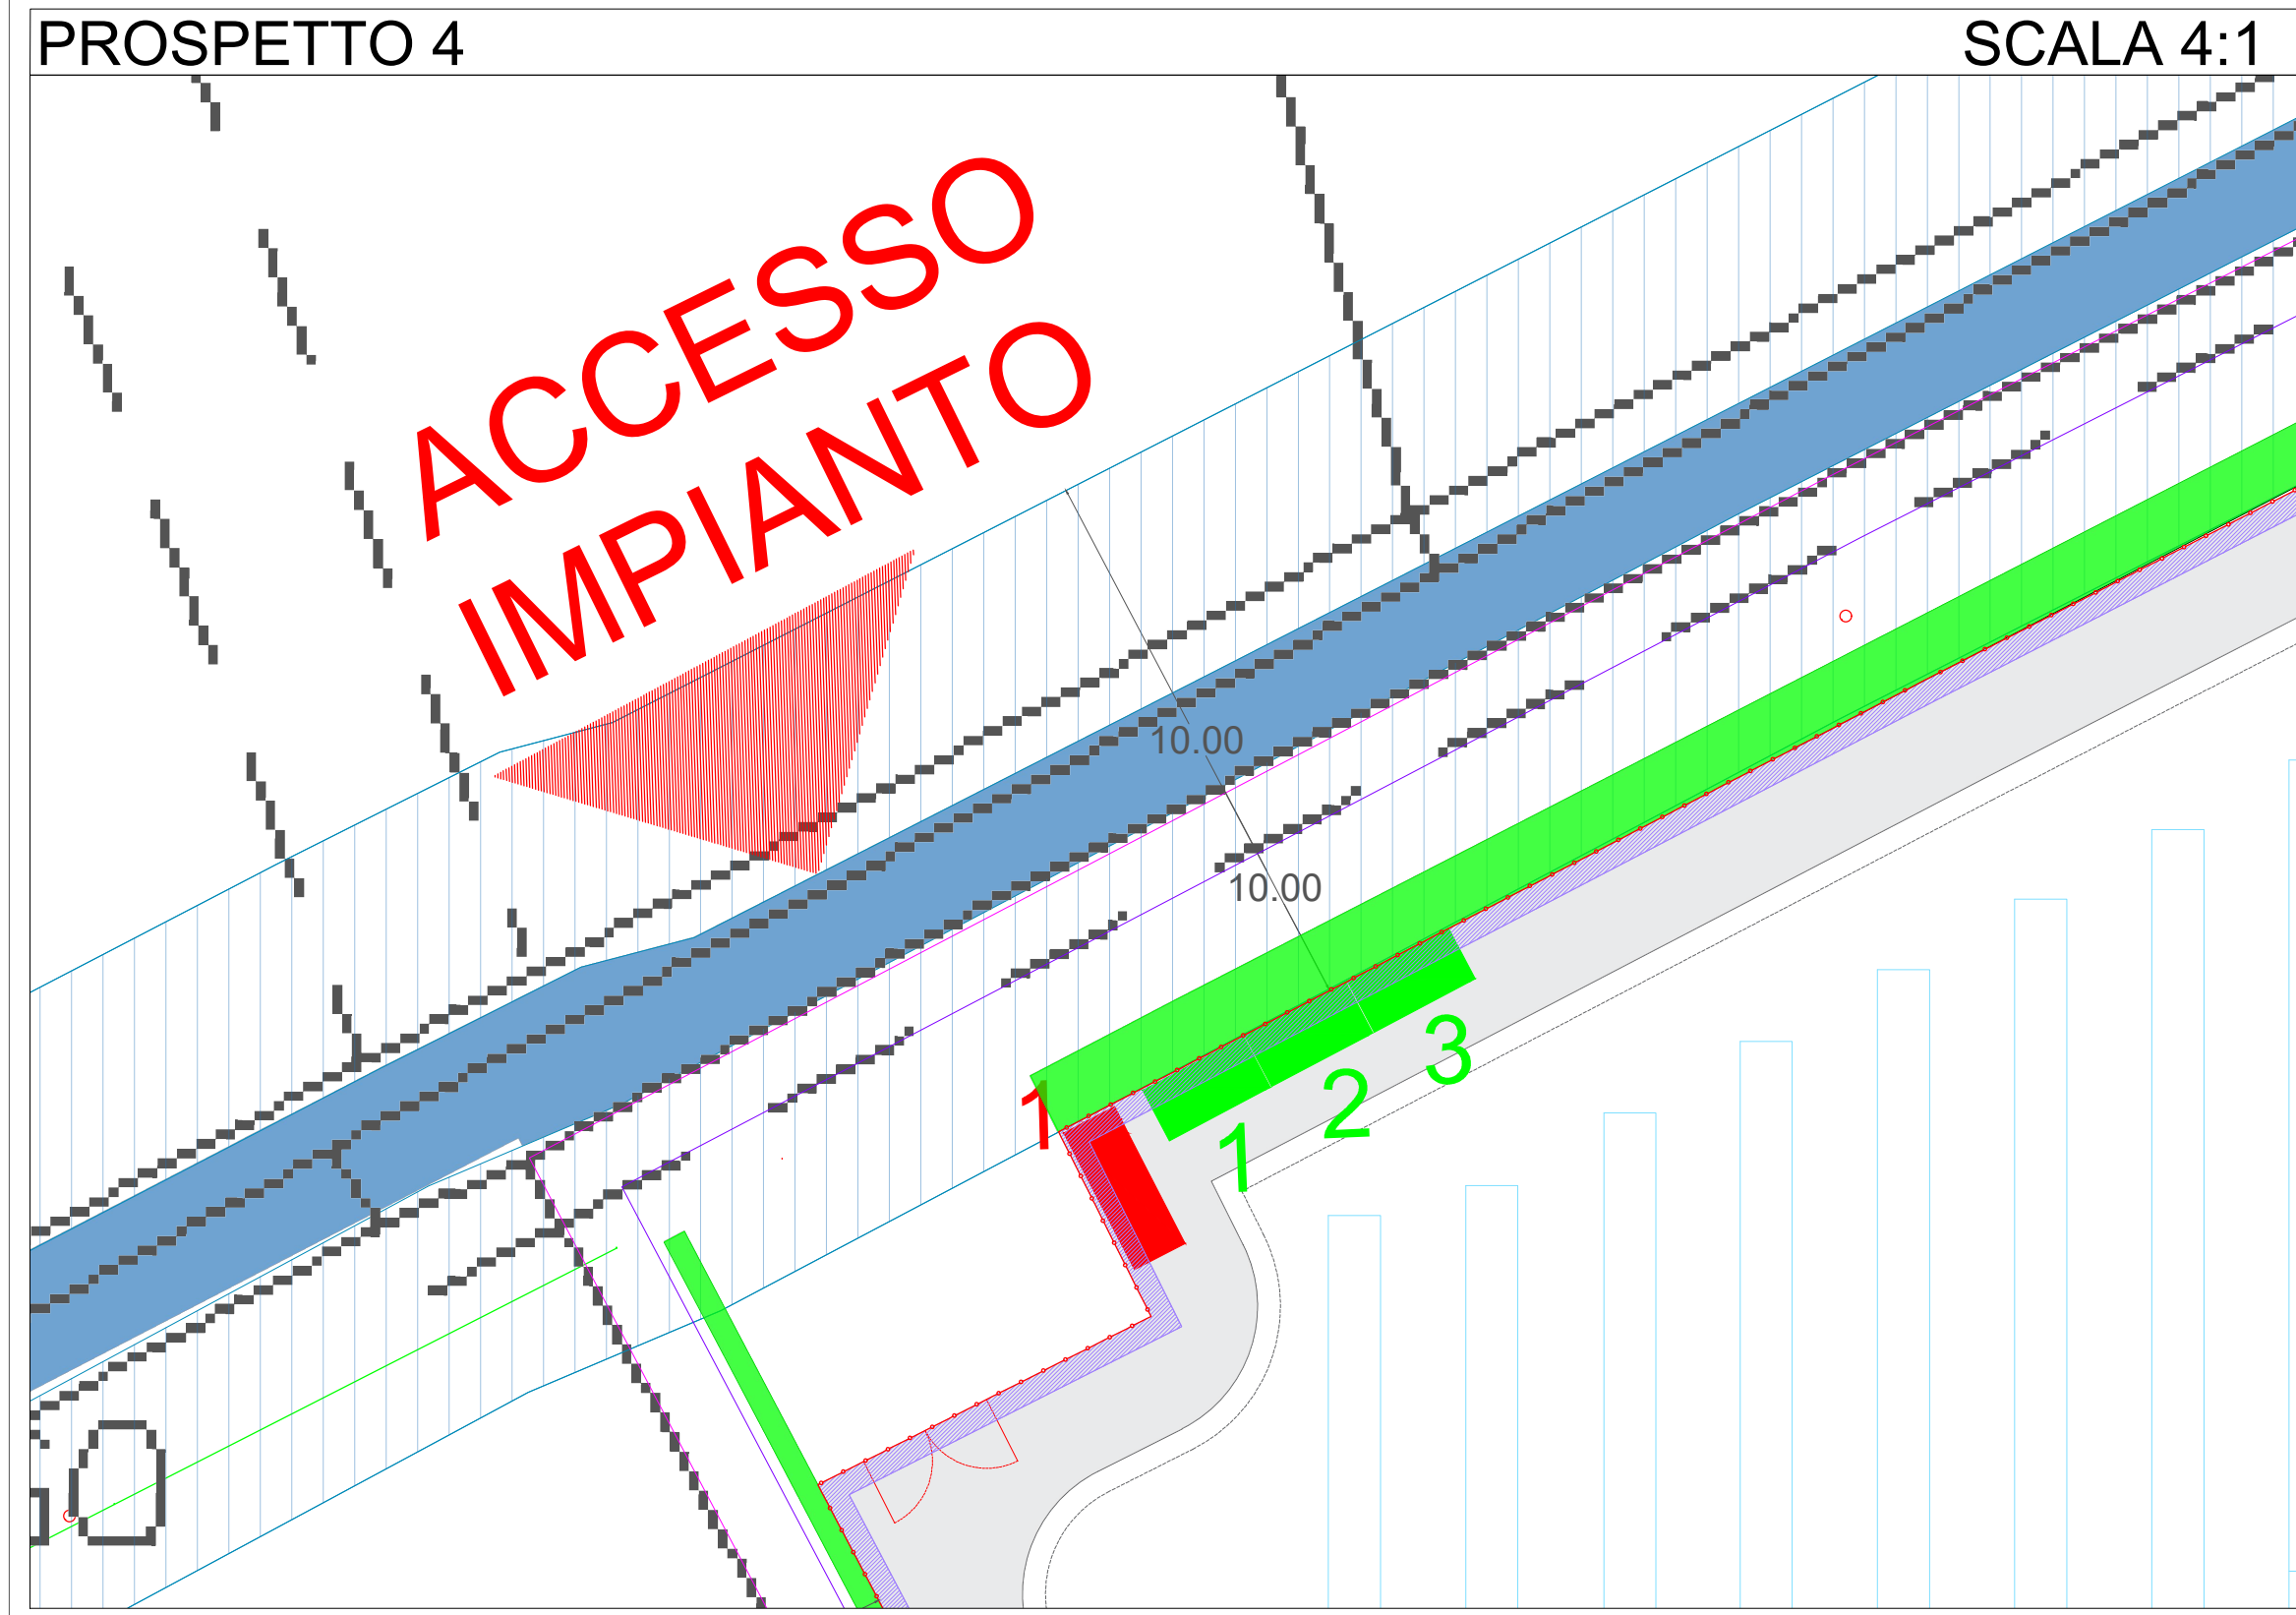 PROSPETTO 4
SCALA 4:1
ACCESSO
IMPIANTO
10.00
10.00
1
3
2
1